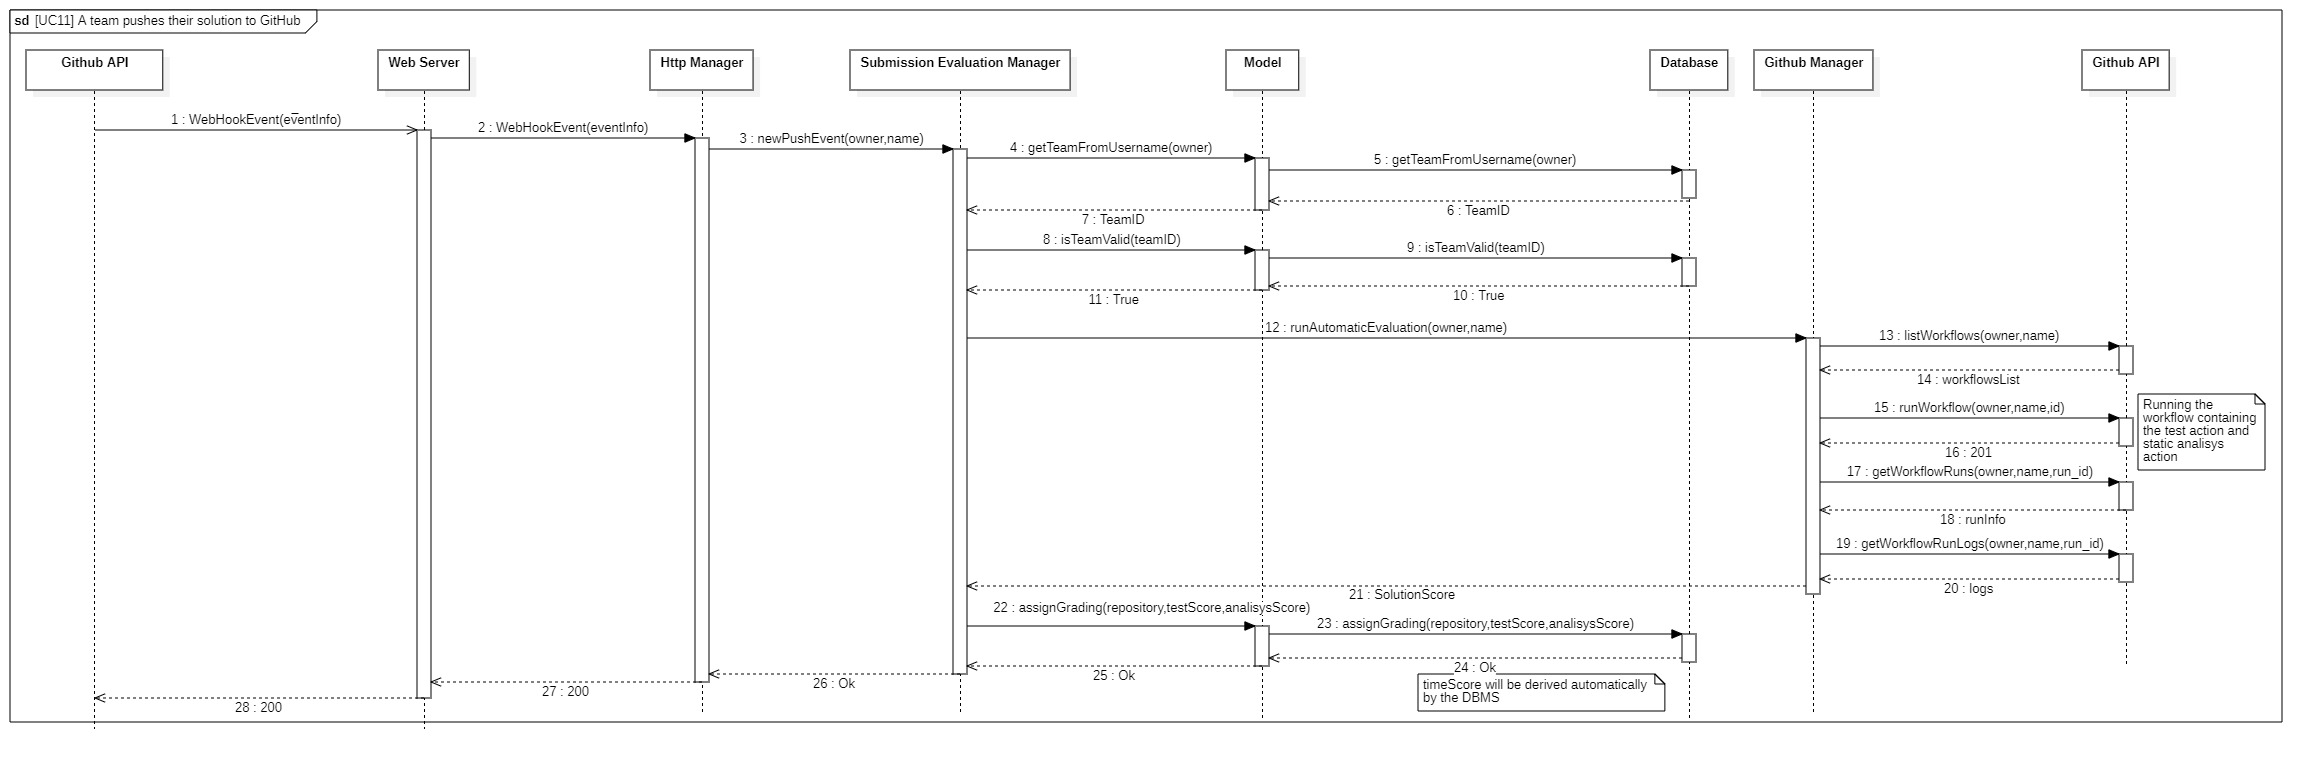 sd [UC11] A team pushes their solution to GitHub
Github API
Web Server
Http Manager
Submission Evaluation Manager
Model
Database
Github Manager
Github API
1 : WebHookEvent(eventInfo)
2 : WebHookEvent(eventInfo)
3 : newPushEvent(owner,name)
4 : getTeamFromUsername(owner)
5 : getTeamFromUsername(owner)
6 : TeamID
7 : TeamID
8 : isTeamValid(teamID)
9 : isTeamValid(teamID)
10 : True
11 : True
12 : runAutomaticEvaluation(owner,name)
13 : listWorkflows(owner,name)
14 : workflowsList
15 : runWorkflow(owner,name,id)
16 : 201
Running the
workflow containing
the test action and
static analisys
action
17 : getWorkflowRuns(owner,name,run_id)
18 : runInfo
19 : getWorkflowRunLogs(owner,name,run_id)
20 : logs
21 : SolutionScore
22 : assignGrading(repository,testScore,analisysScore)
23 : assignGrading(repository,testScore,analisysScore)
24 : Ok
timeScore will be derived automatically
by the DBMS
25 : Ok
26 : Ok
27 : 200
28 : 200